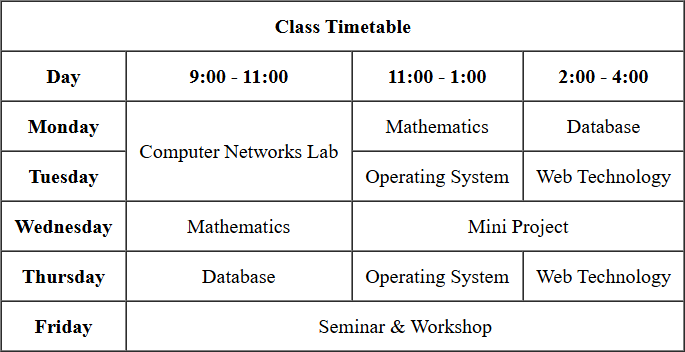 Class Timetable
Day 9:00 - 11:00 11:00 - 1:00 2:00 - 4:00
Monday Computer Networks Lab Mathematics Database
Tuesday Operating System Web Technology
Wednesday Mathematics Mini Project
Thursday Database Operating System Web Technology
Friday Seminar & Workshop